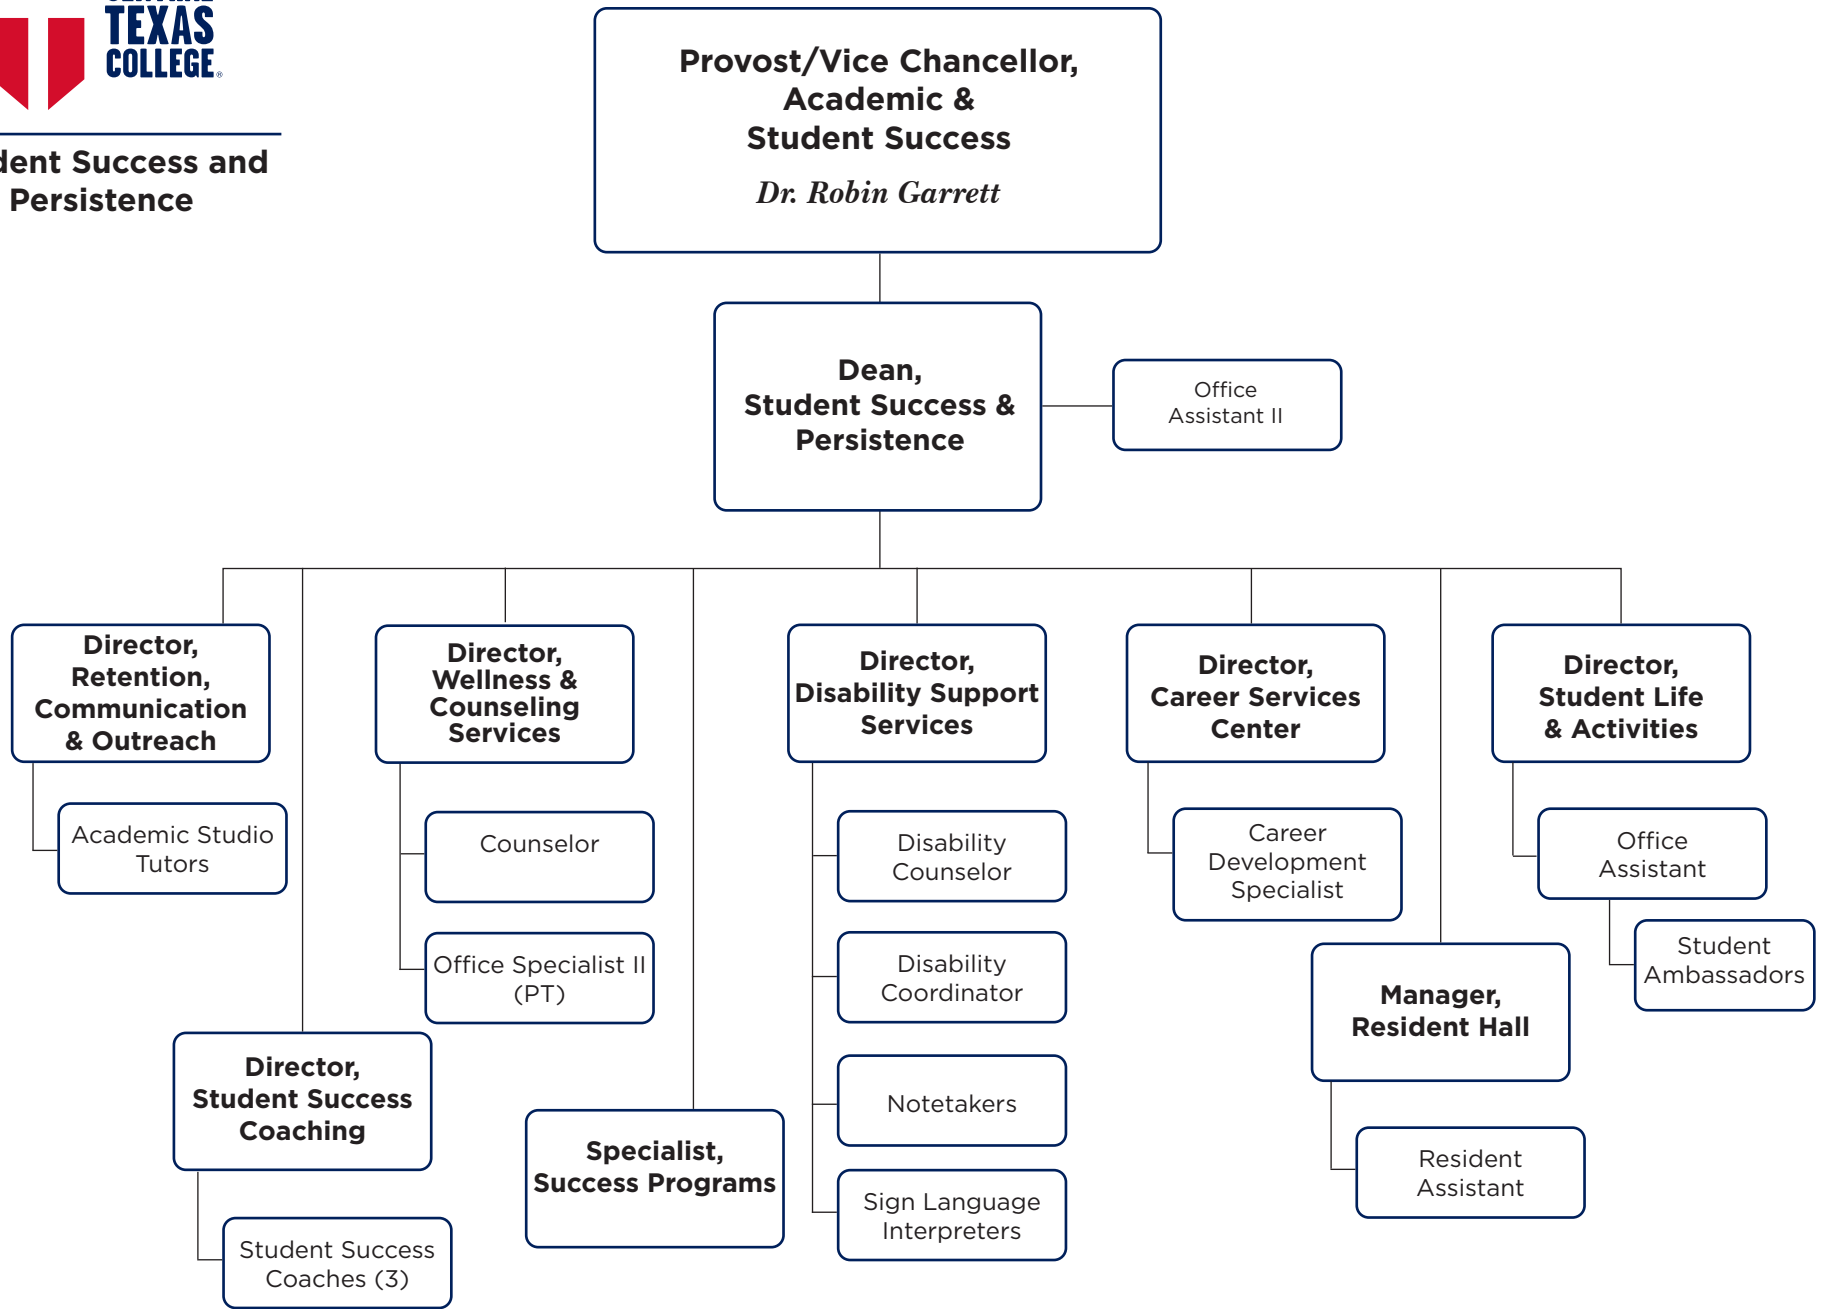 TEXAS
COLLEGE®
Success and
Persistence
Provost/Vice Chancellor,
Academic &
Student Success
Dr. Robin Garrett
Dean,
Student Success &
Persistence
Office
Assistant II
Director,
Retention,
Communication
& Outreach
Academic Studio
Tutors
Director,
Student Success
Coaching
Student Success
Coaches (3)
Director,
Wellness &
Counseling
Services
Counselor
Office Specialist II
(PT)
Specialist,
Success Programs
Director,
Disability Support
Services
Disability
Counselor
Disability
Coordinator
Notetakers
Sign Language
Interpreters
Director,
Career Services
Center
Career
Development
Specialist
Manager,
Resident Hall
Resident
Assistant
Director,
Student Life
& Activities
Office
Assistant
Student
Ambassadors